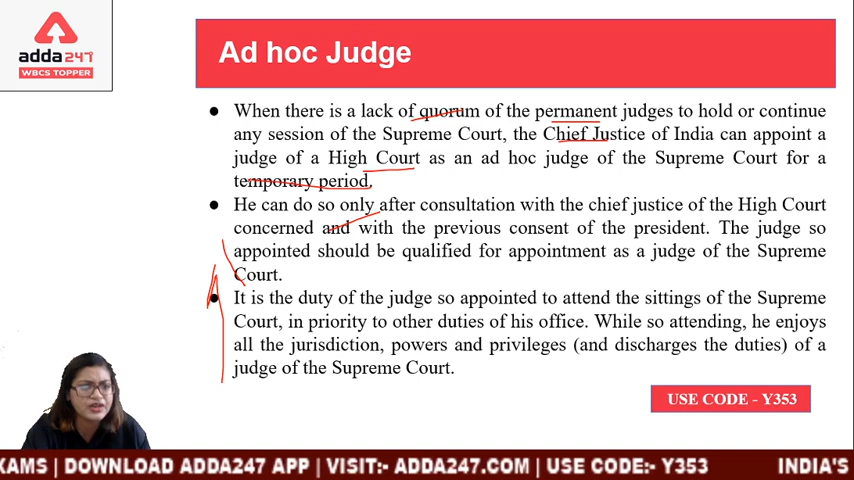 adda247
WBCS TOPPER
Ad hoc Judge
● When there is a lack of quorum of the permanent judges to hold or continue
any session of the Supreme Court, the Chief Justice of India can appoint a
judge of a High Court as an ad hoc judge of the Supreme Court for a
temporary period.
● He can do so only after consultation with the chief justice of the High Court
concerned and with the previous consent of the president. The judge so
appointed should be qualified for appointment as a judge of the Supreme
Court.
● It is the duty of the judge so appointed to attend the sittings of the Supreme
Court, in priority to other duties of his office. While so attending, he enjoys
all the jurisdiction, powers and privileges (and discharges the duties) of a
judge of the Supreme Court.
USE CODE - Y353
XAMS | DOWNLOAD ADDA247 APP | VISIT:- ADDA247.COM | USE CODE:- Y353 INDIA'S